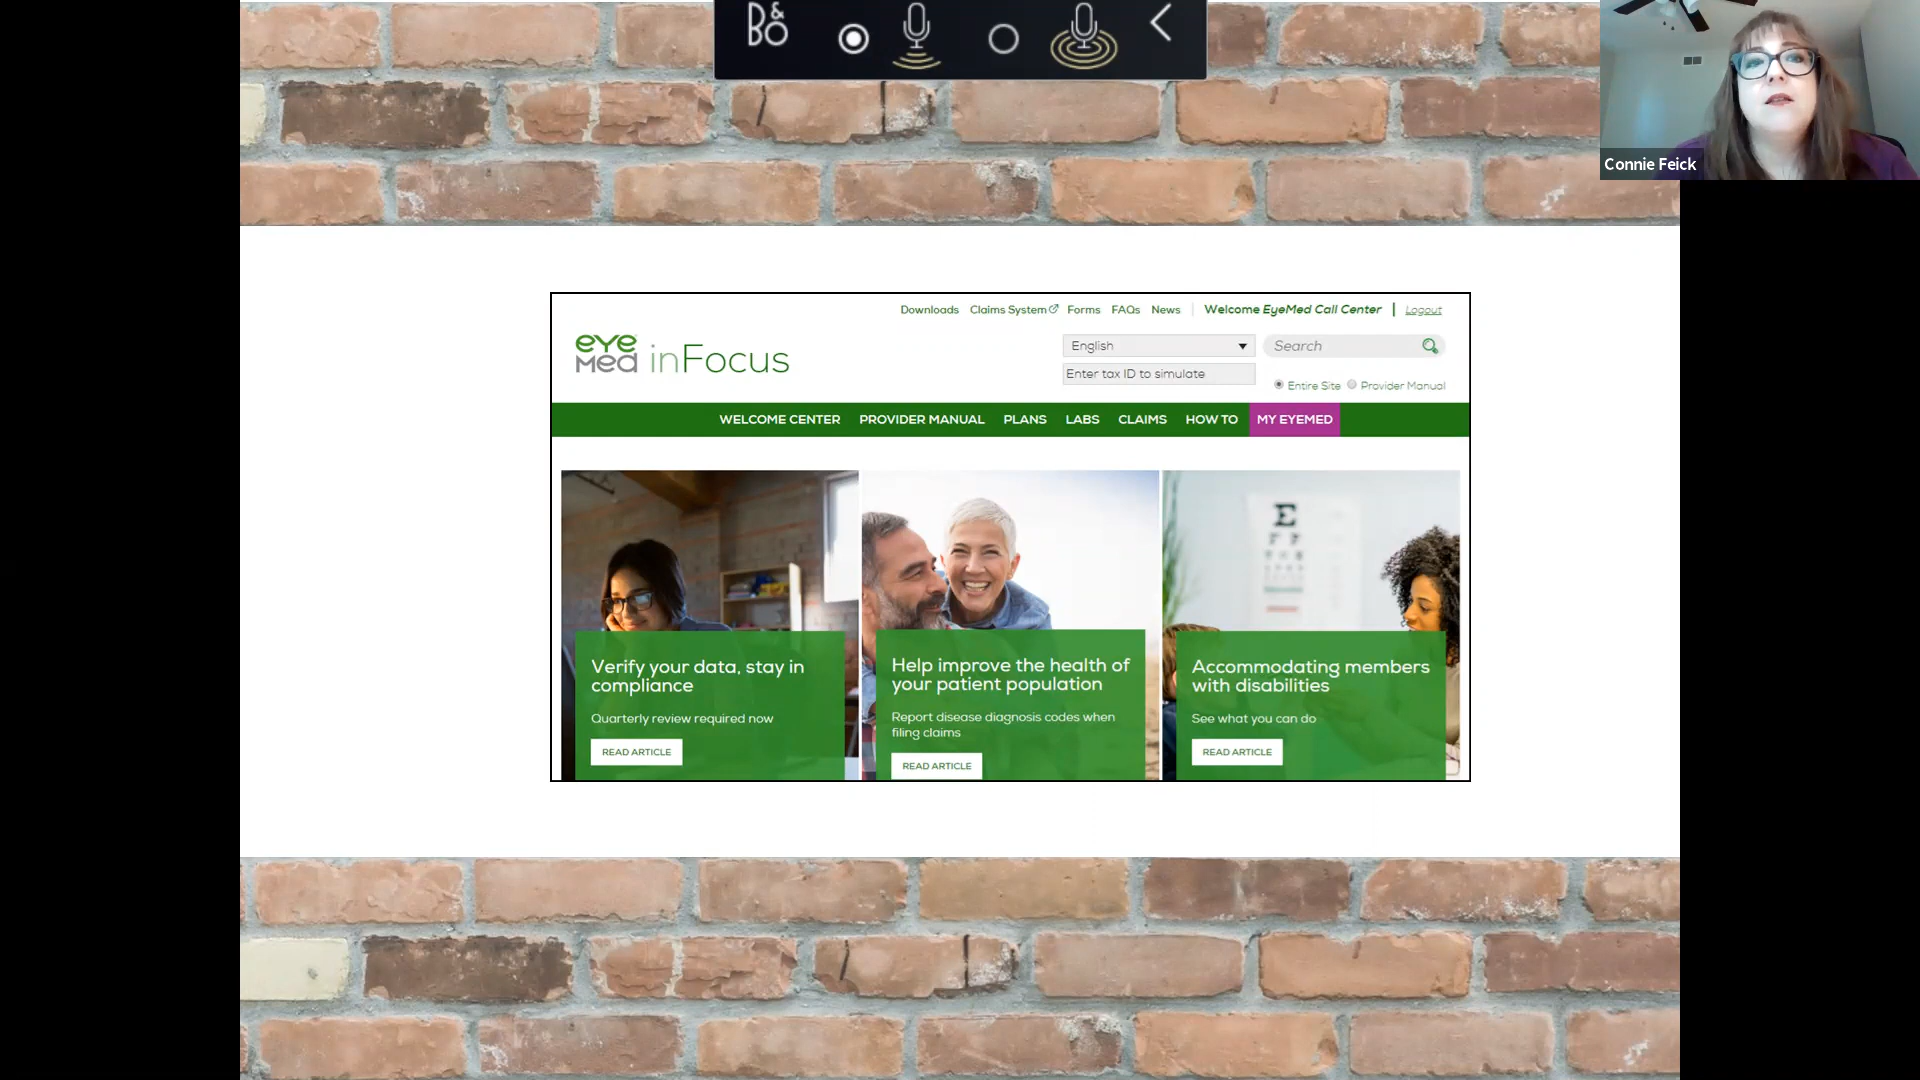 B&O
Connie Feick
Downloads Claims System Forms FAQs News Welcome EyeMed Call Center Logout
eye
med inFocus
English
Search
Enter tax ID to simulate
Entire Site Provider Manual
WELCOME CENTER PROVIDER MANUAL PLANS LABS CLAIMS HOW TO MY EYEMED
E
Verify your data, stay in
compliance
Quarterly review required now
READ ARTICLE
Help improve the health of
your patient population
Report disease diagnosis codes when
filing claims
READ ARTICLE
Accommodating members
with disabilities
See what you can do
READ ARTICLE